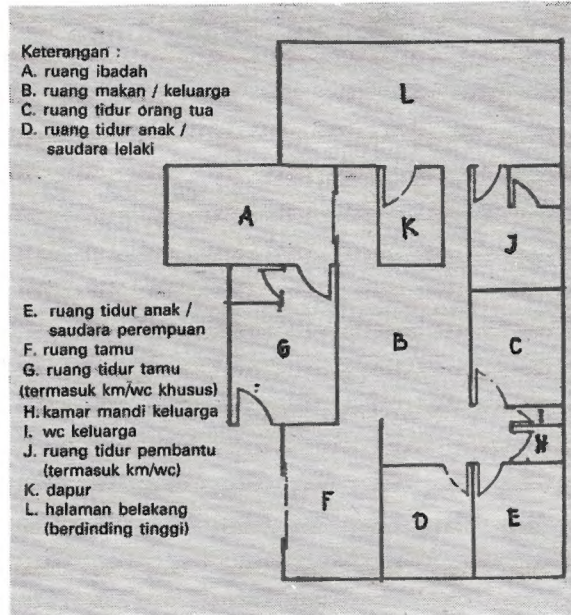 Keterangan :
A. ruang ibadah
B. ruang makan / keluarga
C. ruang tidur orang tua
D. ruang tidur anak /
saudara lelaki
E. ruang tidur anak /
saudara perempuan
F. ruang tamu
G. ruang tidur tamu
(termasuk km/wc khusus)
H. kamar mandi keluarga
I. wc keluarga
J. ruang tidur pembantu
(termasuk km/wc)
K. dapur
L. halaman belakang
(berdinding tinggi)
L
A
K
J
G
B
C
I
H
F
D
E